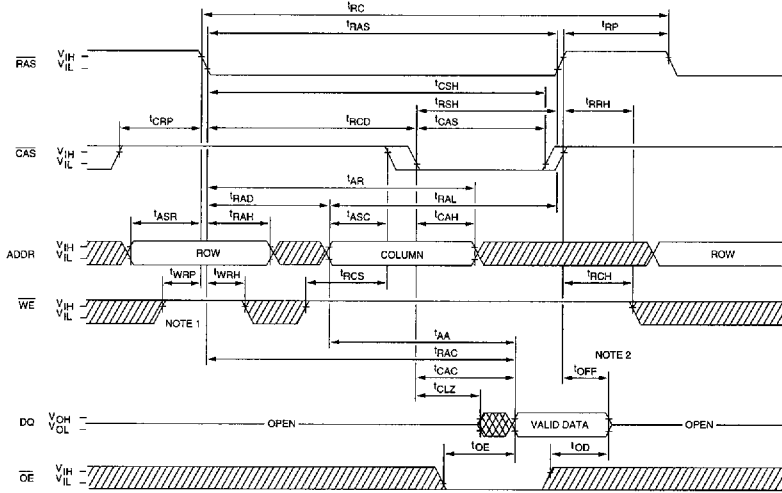 tRC
tRAS tRP
RAS VIH
VIL
tCSH
tRSH tRRH
tCRP tRCD tCAS
CAS VIH
VIL
tAR
tRAD tRAL
tASR tRAH tASC tCAH
ADDR VIH
VIL ROW COLUMN ROW
tWRP tWRH tRCS tRCH
WE VIH
VIL
NOTE 1 tAA
tRAC NOTE 2
tCAC tOFF
tCLZ
DQ VOH
VOL OPEN VALID DATA OPEN
tOE tOD
OE VIH
VIL